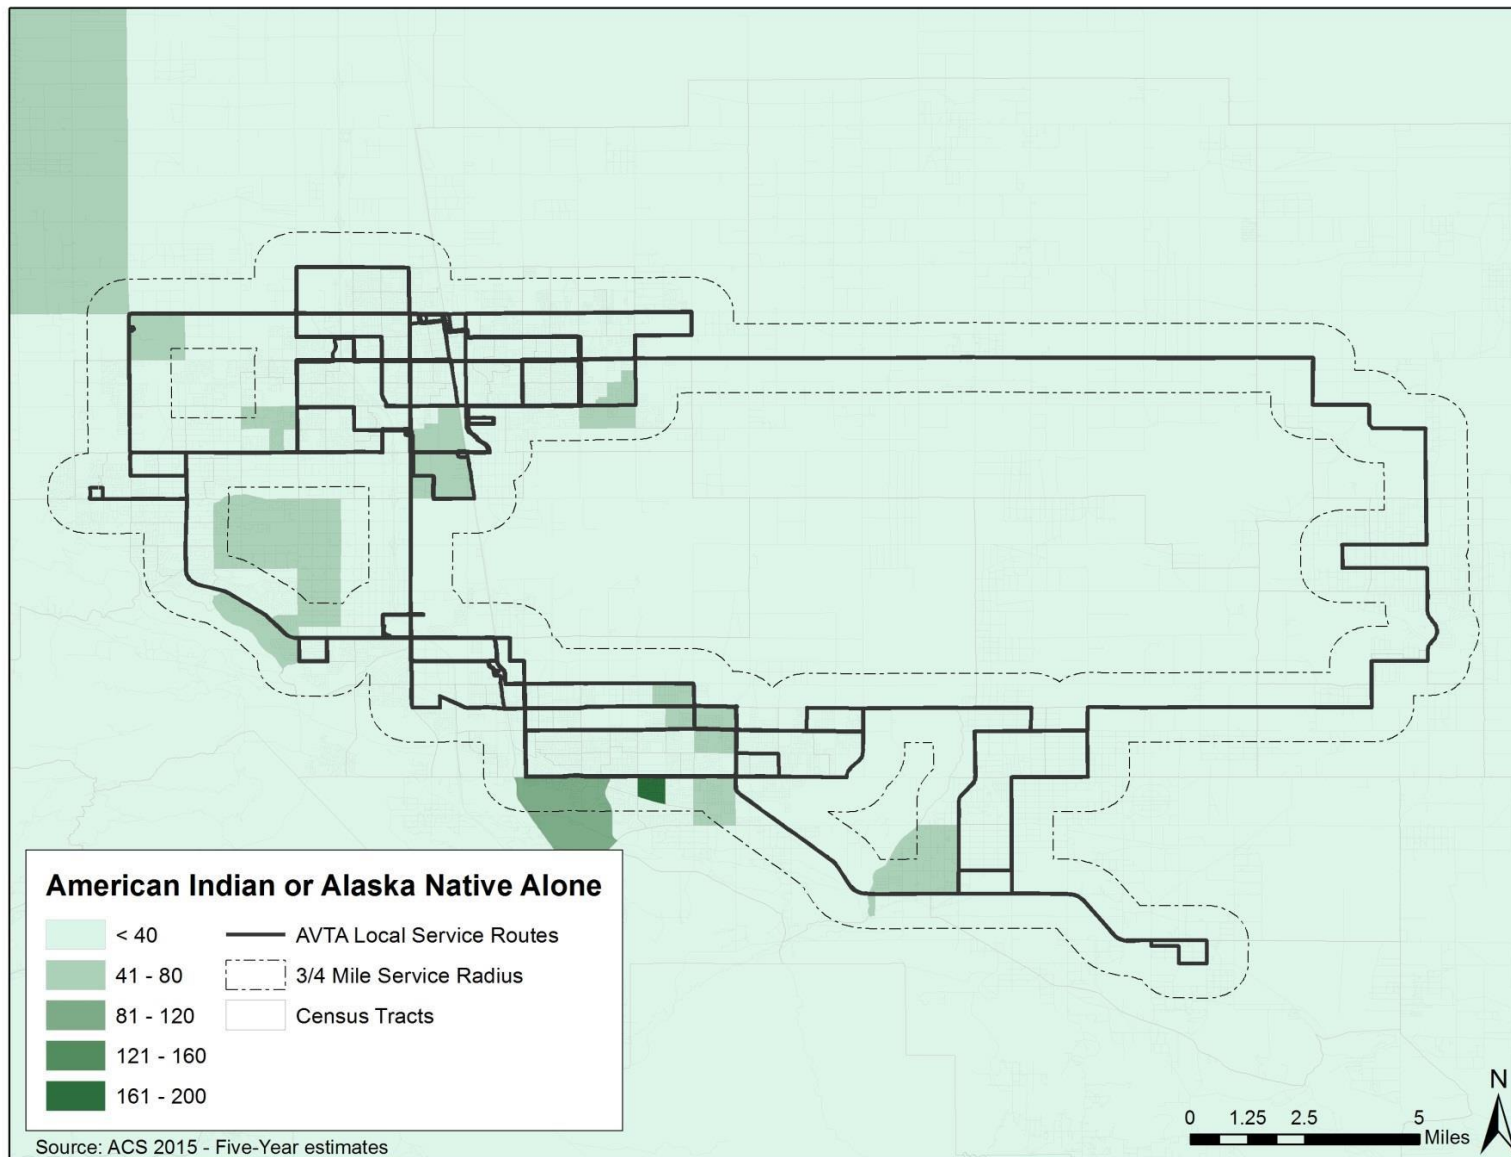 American Indian or Alaska Native Alone
< 40
AVTA Local Service Routes
41 - 80
3/4 Mile Service Radius
81 - 120
Census Tracts
121 - 160
161 - 200
Source: ACS 2015 - Five-Year estimates
0 1.25 2.5 5
Miles
N